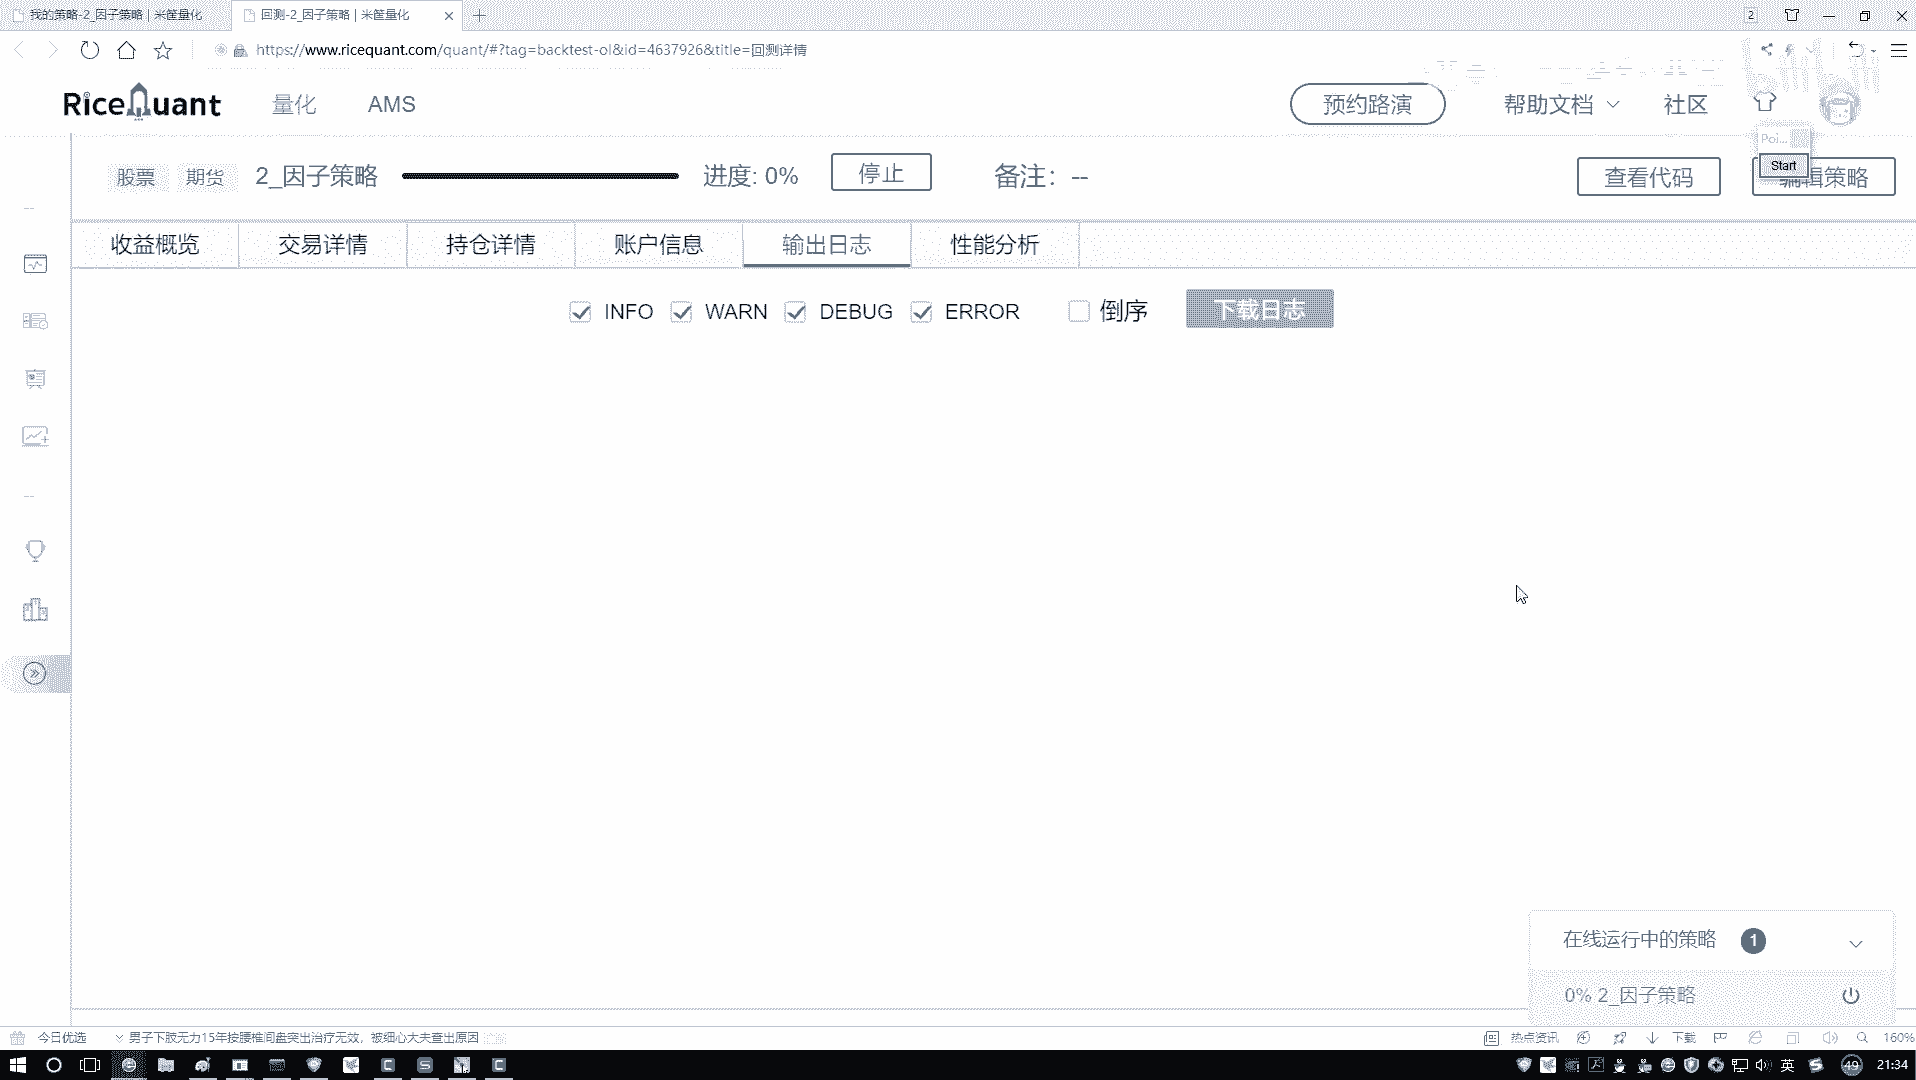 我的策略-2_因子策略 | 米筐量化
回测-2_因子策略 | 米筐量化
2
https://www.ricequant.com/quant/#?tag=backtest-ol&id=4637926&title=回测详情
RiceQuant
量化
AMS
预约路演
帮助文档
社区
Poi...
Start
股票
期货
2_因子策略
进度: 0%
停止
备注：--
查看代码
编辑策略
收益概览
交易详情
持仓详情
账户信息
输出日志
性能分析
INFO
WARN
DEBUG
ERROR
倒序
下载日志
在线运行中的策略
1
0% 2_因子策略
今日优选
男子下肢无力15年按腰椎间盘突出治疗无效，被细心大夫查出原因
热点资讯
下载
160%
英
49
21:34